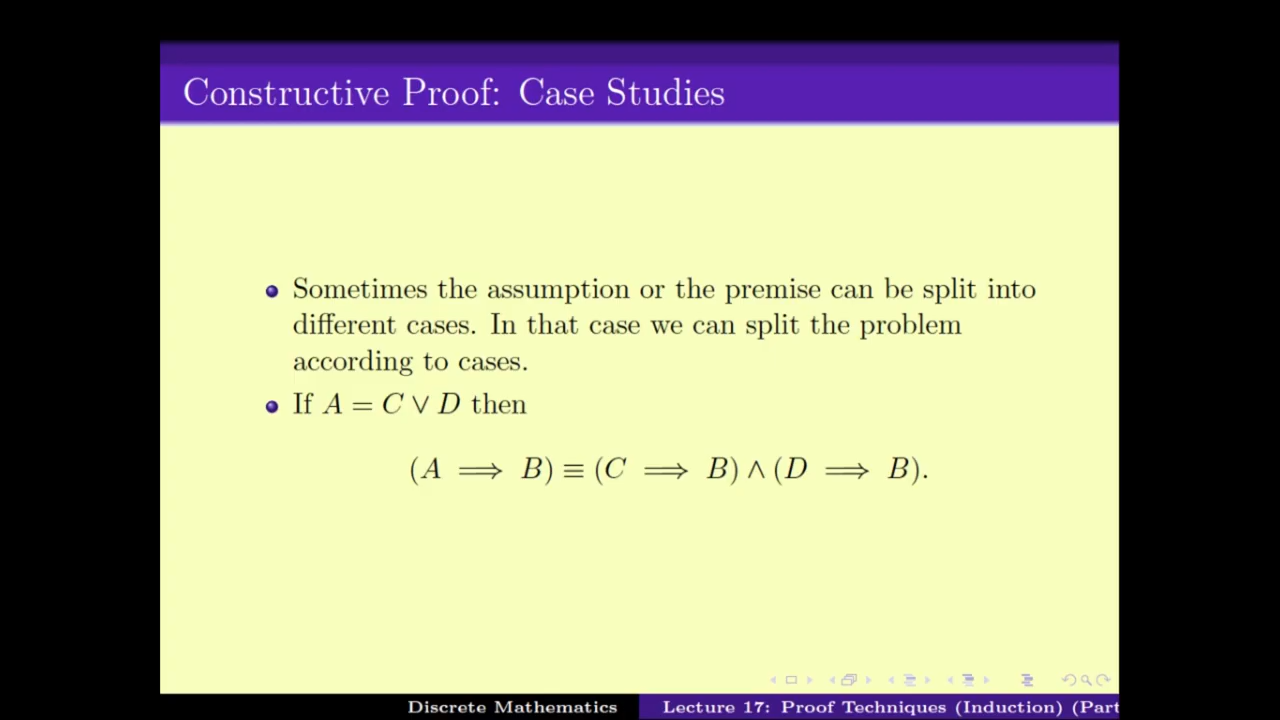 Constructive Proof: Case Studies
Sometimes the assumption or the premise can be split into
different cases. In that case we can split the problem
according to cases.
If A = C ∨ D then
(A ⟹ B) ≡ (C ⟹ B) ∧ (D ⟹ B).
Discrete Mathematics
Lecture 17: Proof Techniques (Induction) (Part